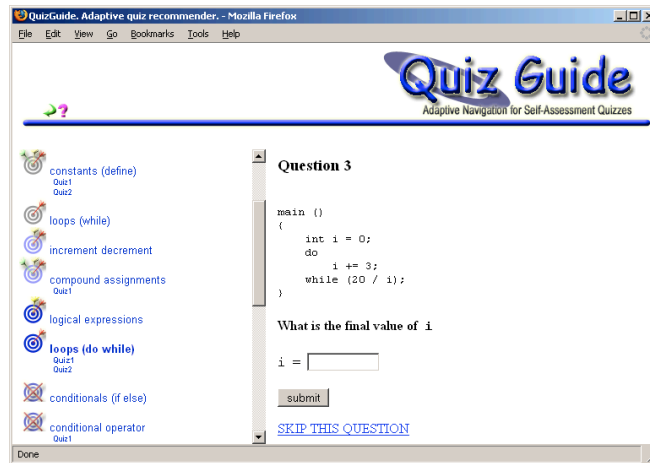 QuizGuide. Adaptive quiz recommender. - Mozilla Firefox
File Edit View Go Bookmarks Tools Help
Quiz Guide
Adaptive Navigation for Self-Assessment Quizzes
?
constants (define)
Quiz1
Quiz2
loops (while)
increment decrement
compound assignments
Quiz1
logical expressions
loops (do while)
Quiz1
Quiz2
conditionals (if else)
conditional operator
Quiz1
Question 3
main ()
{
    int i = 0;
    do
        i += 3;
    while (20 / i);
}
What is the final value of i
i =
submit
SKIP THIS QUESTION
Done